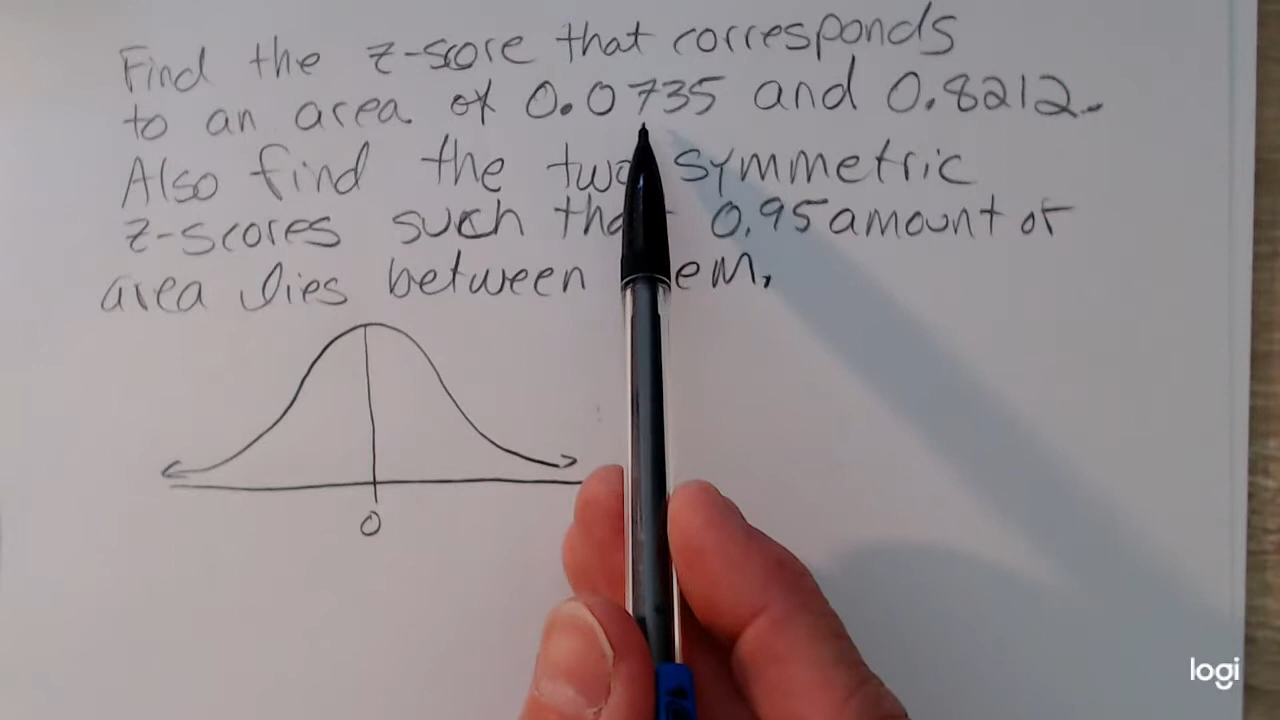 Find the z-score that corresponds
to an area of 0.0735 and 0.8212.
Also find the two symmetric
z-scores such 0.95 amount of
area lies between
0
logi